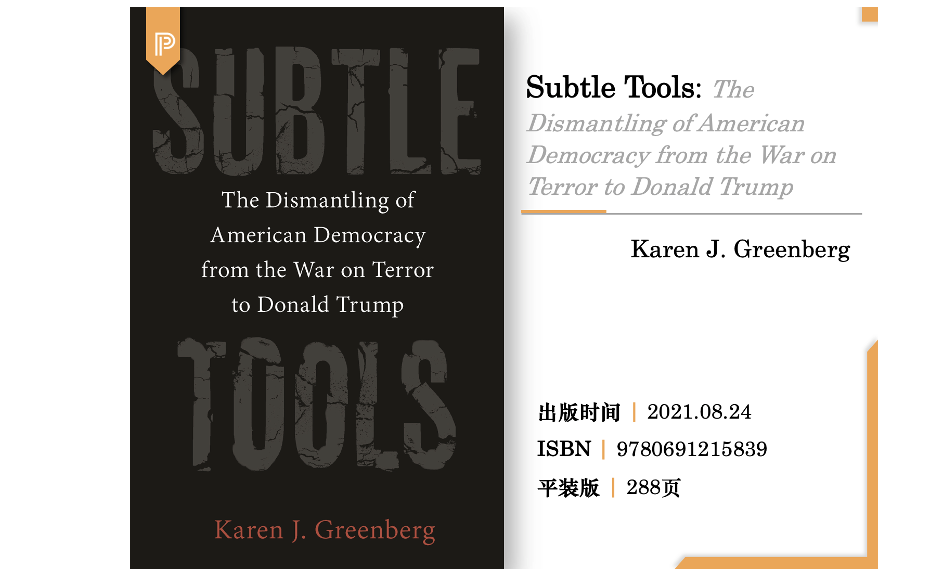 SUBTLE
The Dismantling of
American Democracy
from the War on Terror
to Donald Trump
TOOLS
Karen J. Greenberg
Subtle Tools: The
Dismantling of American
Democracy from the War on
Terror to Donald Trump
Karen J. Greenberg
出版时间 | 2021.08.24
ISBN | 9780691215839
平装版 | 288页